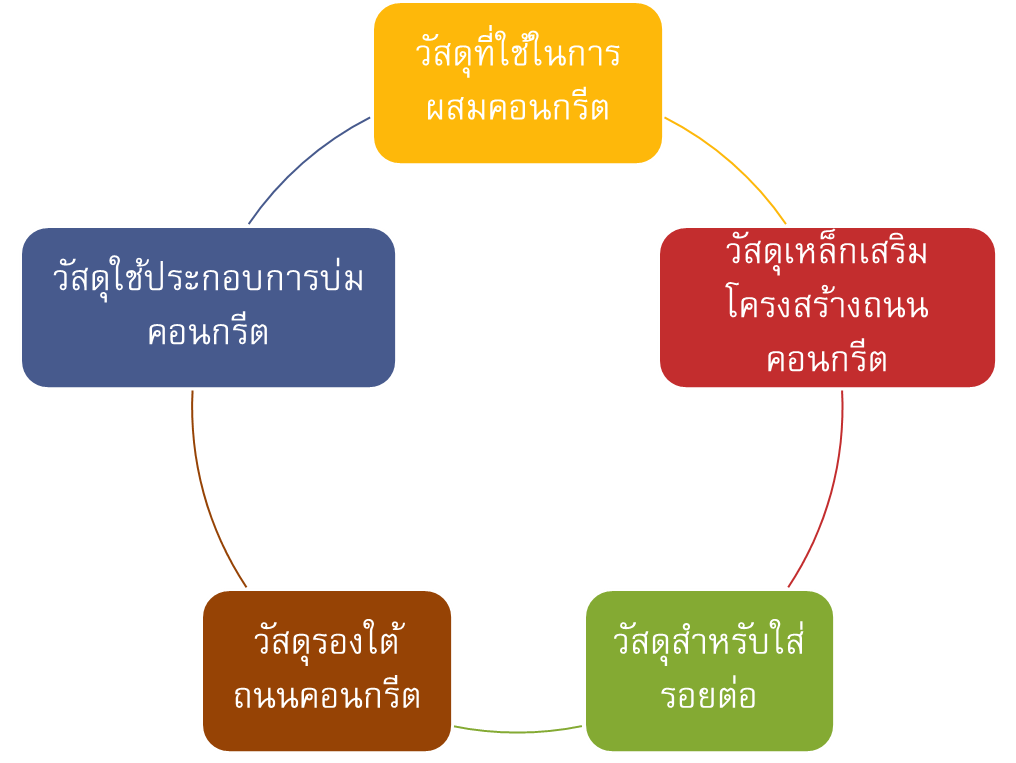 วัสดุที่ใช้ในการ
ผสมคอนกรีต
วัสดุเหล็กเสริม
โครงสร้างถนน
คอนกรีต
วัสดุสำหรับใส่
รอยต่อ
วัสดุรองใต้
ถนนคอนกรีต
วัสดุใช้ประกอบการบ่ม
คอนกรีต